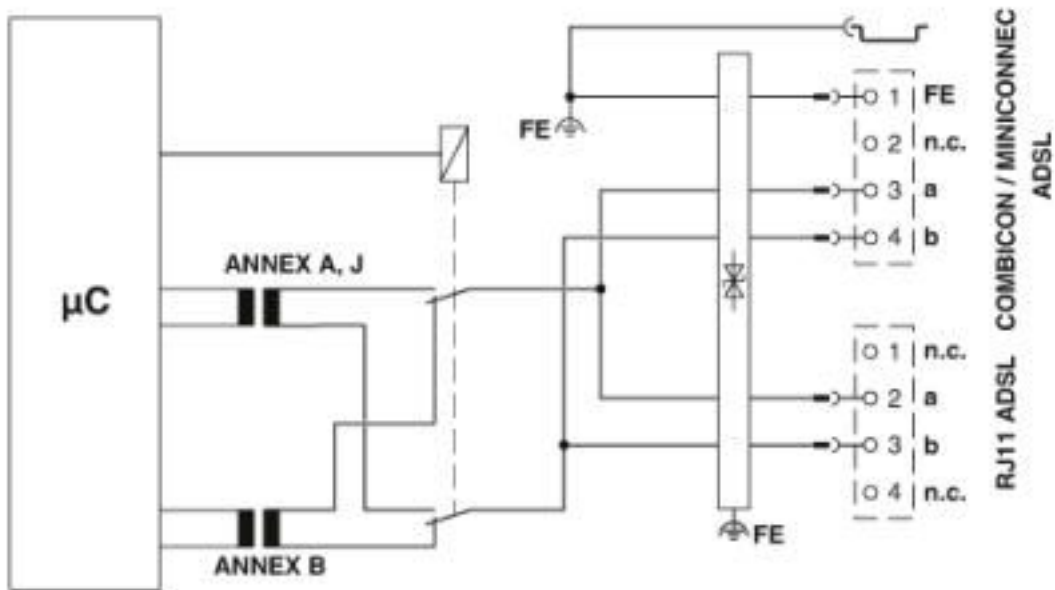 µC
ANNEX A, J
ANNEX B
FE
FE
1 FE
2 n.c.
3 a
4 b
1 n.c.
2 a
3 b
4 n.c.
COMBICON / MINICONNEC
ADSL
RJ11 ADSL